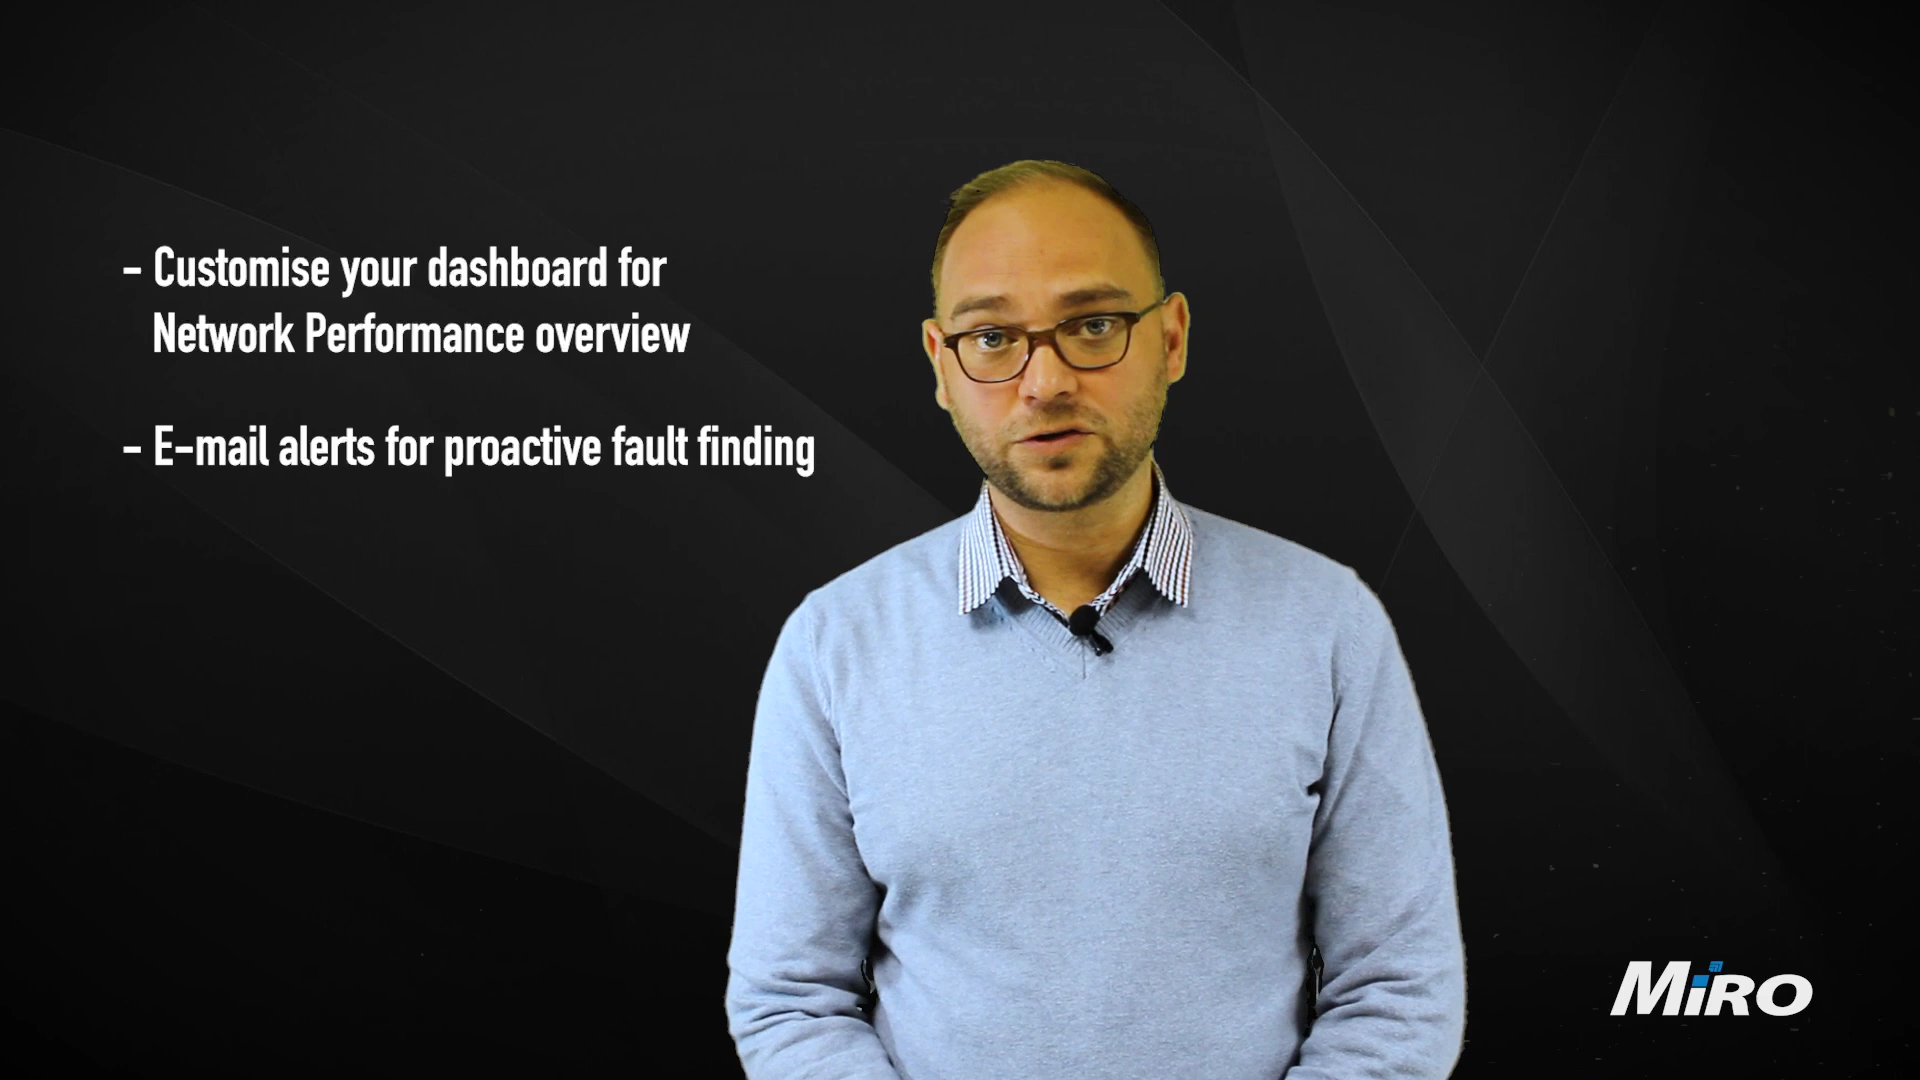 - Customise your dashboard for
Network Performance overview
- E-mail alerts for proactive fault finding
MiRO